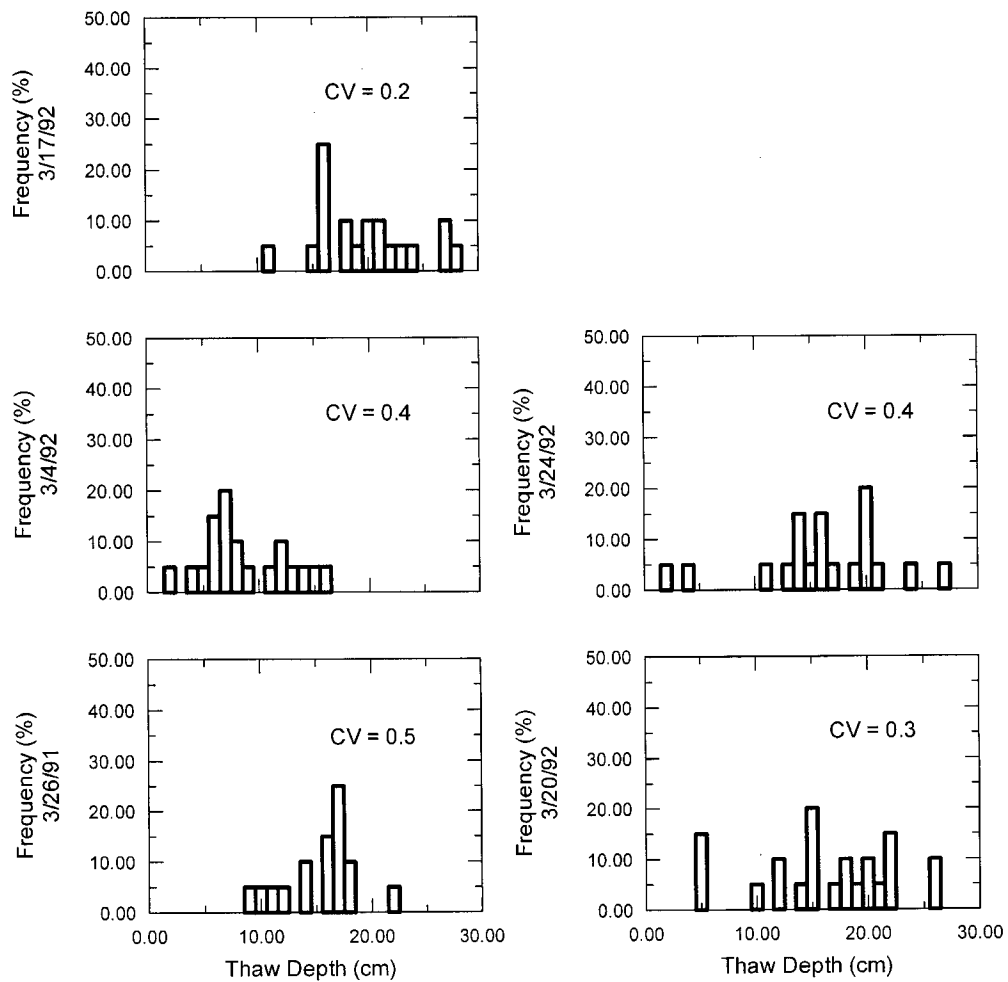 50.00
40.00
30.00
20.00
10.00
0.00
Frequency (%)
3/17/92
CV = 0.2
50.00
40.00
30.00
20.00
10.00
0.00
Frequency (%)
3/4/92
CV = 0.4
50.00
40.00
30.00
20.00
10.00
0.00
Frequency (%)
3/24/92
CV = 0.4
50.00
40.00
30.00
20.00
10.00
0.00
Frequency (%)
3/26/91
CV = 0.5
0.00 10.00 20.00 30.00
Thaw Depth (cm)
50.00
40.00
30.00
20.00
10.00
0.00
Frequency (%)
3/20/92
CV = 0.3
0.00 10.00 20.00 30.00
Thaw Depth (cm)